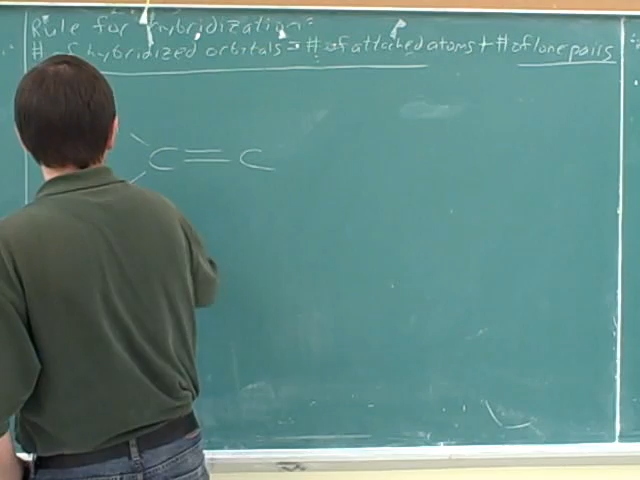 Rule for hybridization:
# of hybridized orbitals = # of attached atoms + # of lone pairs
C = C